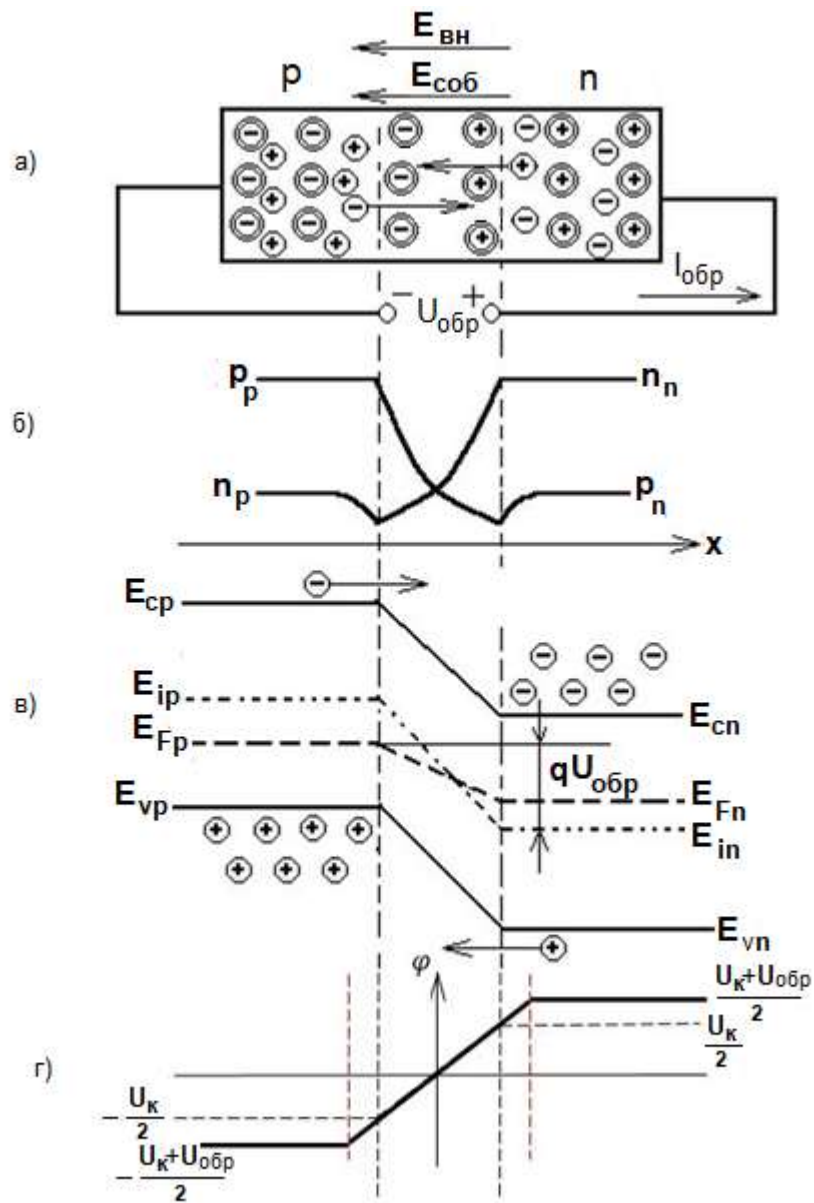 E вн
p E соб n
а)
− U обр + I обр
p p n n
б)
n p p n
x
E cp
E ip
E cn
в)
E Fp
qU обр
E vp
E Fn
E in
E vn
φ
U к + U обр / 2
U к / 2
г)
− U к / 2
− U к + U обр / 2